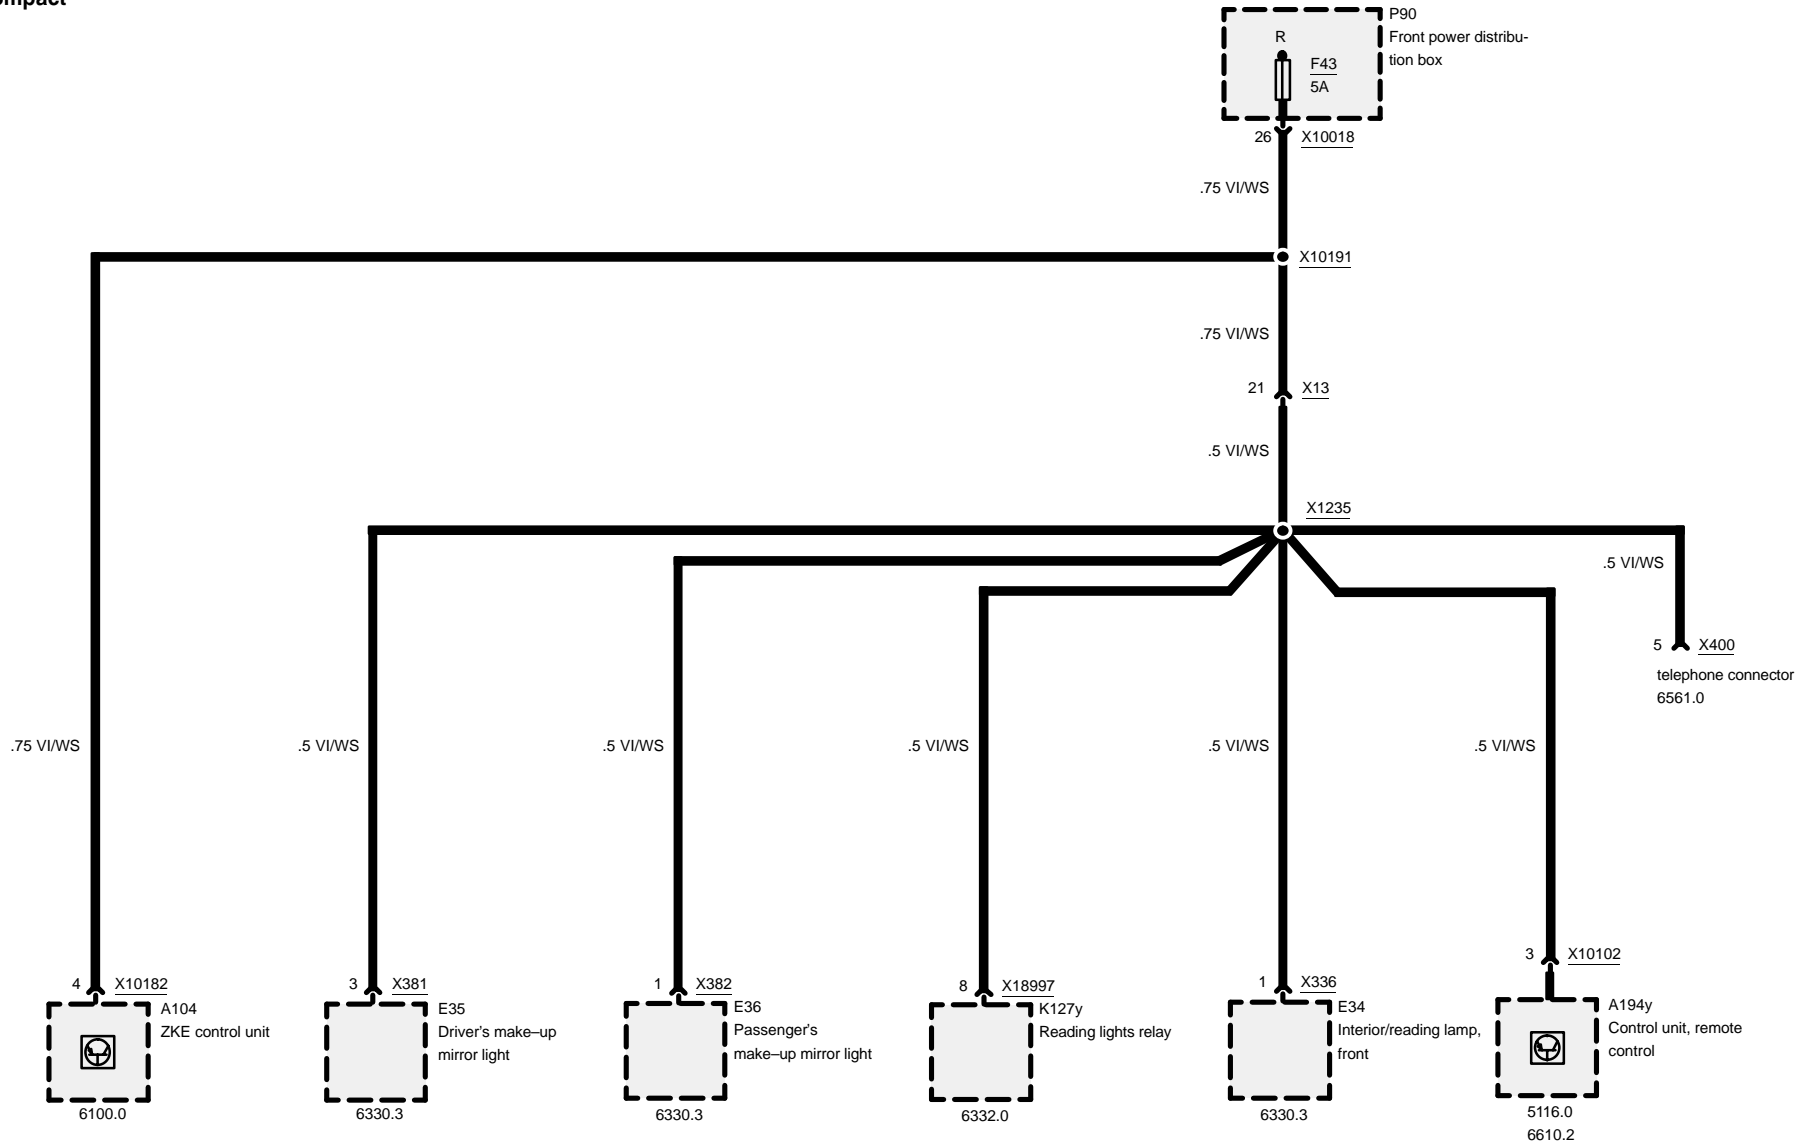 P90
R
Front power distribu-
tion box
F43
5A
26
X10018
.75 VI/WS
X10191
.75 VI/WS
21
X13
.5 VI/WS
X1235
.5 VI/WS
5
X400
telephone connector
6561.0
.75 VI/WS
.5 VI/WS
.5 VI/WS
.5 VI/WS
.5 VI/WS
.5 VI/WS
4
X10182
A104
ZKE control unit
6100.0
3
X381
E35
Driver's make–up
mirror light
6330.3
1
X382
E36
Passenger's
make–up mirror light
6330.3
8
X18997
K127y
Reading lights relay
6332.0
1
X336
E34
Interior/reading lamp,
front
6330.3
3
X10102
A194y
Control unit, remote
control
5116.0
6610.2